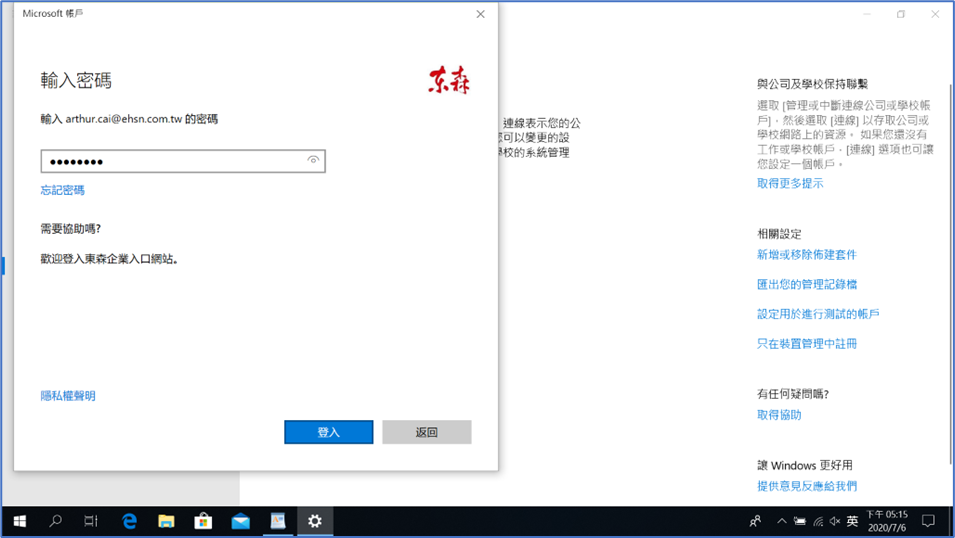 Microsoft 帳戶
輸入密碼
东森
輸入 arthur.cai@ehsn.com.tw 的密碼
忘記密碼
需要協助嗎?
歡迎登入東森企業入口網站。
隱私權聲明
登入
返回
連線表示您的公
您可以變更的設
學校的系統管理
與公司及學校保持聯繫
選取 [管理或中斷連線公司或學校帳
戶]，然後選取 [連線] 以存取公司或
學校網路上的資源。 如果您還沒有
工作或學校帳戶，[連線] 選項也可讓
您設定一個帳戶。
取得更多提示
相關設定
新增或移除佈建套件
匯出您的管理記錄檔
設定用於進行測試的帳戶
只在裝置管理中註冊
有任何疑問嗎?
取得協助
讓 Windows 更好用
提供意見反應給我們
英
下午 05:15
2020/7/6